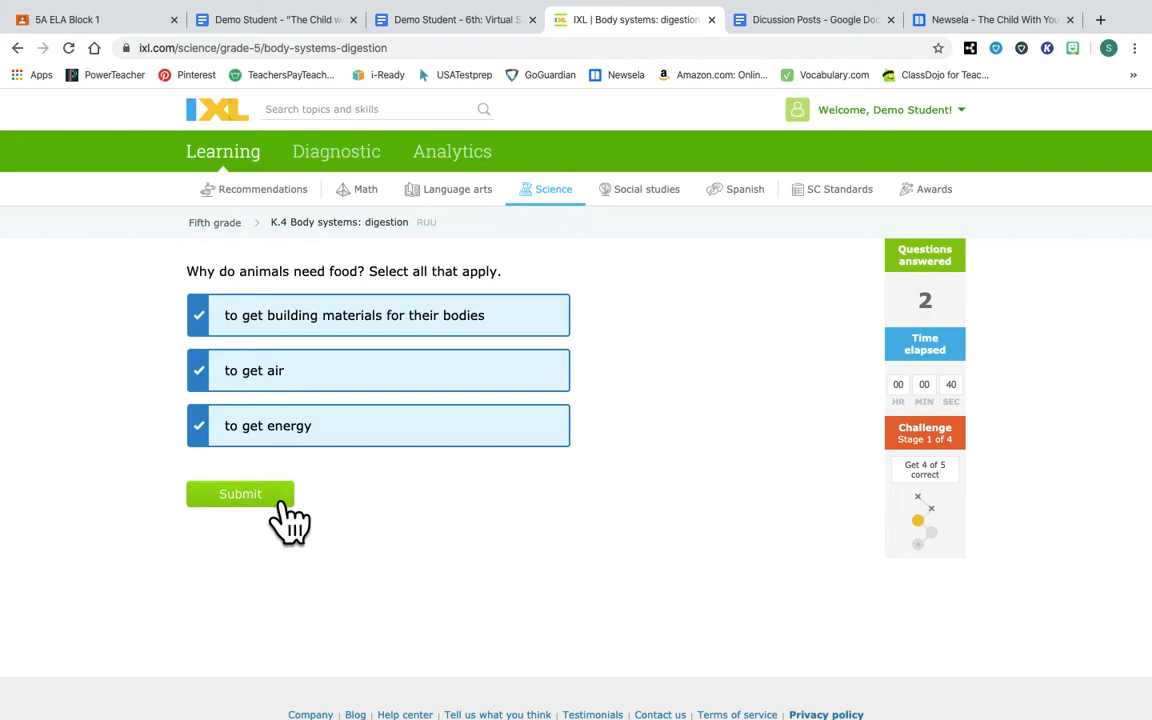 5A ELA Block 1
Demo Student - "The Child wi
Demo Student - 6th: Virtual S
IXL | Body systems: digestion
Dicussion Posts - Google Doc
Newsela - The Child With You
ixl.com/science/grade-5/body-systems-digestion
S
Apps
PowerTeacher
Pinterest
TeachersPayTeach...
i-Ready
USATestprep
GoGuardian
Newsela
Amazon.com: Onlin...
Vocabulary.com
ClassDojo for Teac...
IXL
Search topics and skills
Welcome, Demo Student!
Learning
Diagnostic
Analytics
Recommendations
Math
Language arts
Science
Social studies
Spanish
SC Standards
Awards
Fifth grade > K.4 Body systems: digestion RUU
Why do animals need food? Select all that apply.
to get building materials for their bodies
to get air
to get energy
Submit
Questions
answered
2
Time
elapsed
00 00 40
HR MIN SEC
Challenge
Stage 1 of 4
Get 4 of 5
correct
Company | Blog | Help center | Tell us what you think | Testimonials | Contact us | Terms of service | Privacy policy